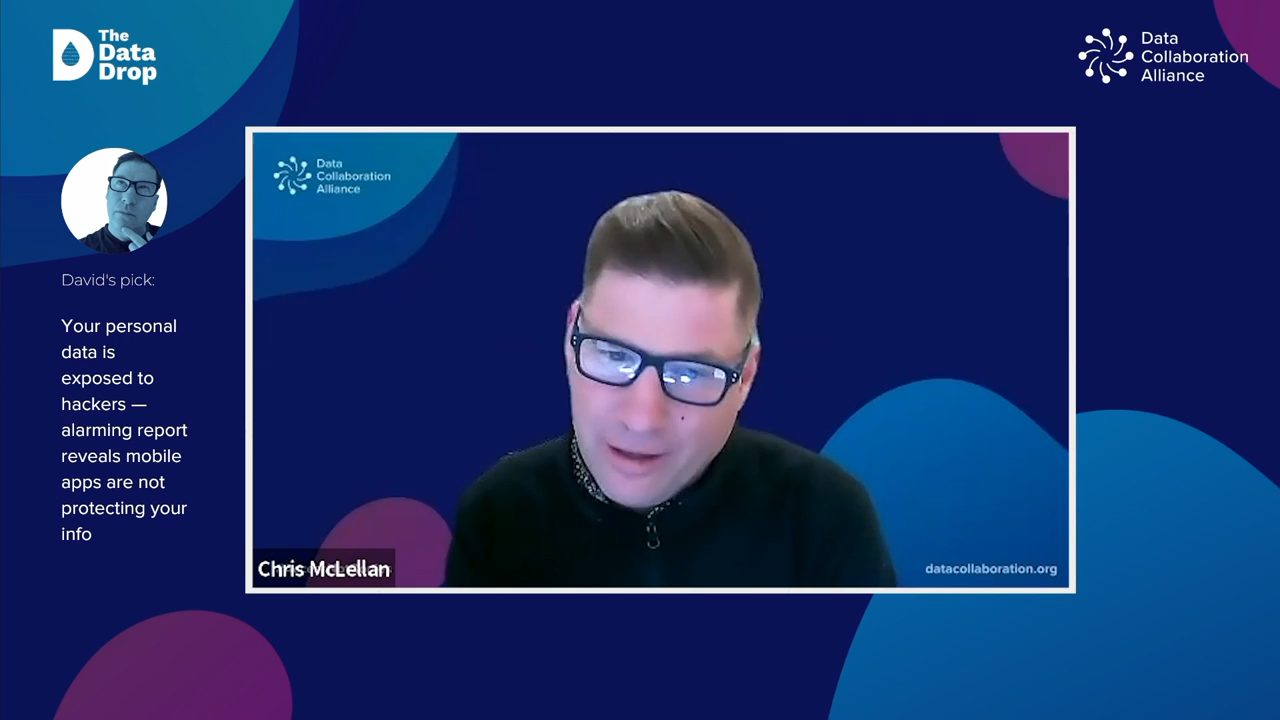 The
Data
Drop
Data
Collaboration
Alliance
David's pick:
Your personal
data is
exposed to
hackers —
alarming report
reveals mobile
apps are not
protecting your
info
Data
Collaboration
Alliance
Chris McLellan
datacollaboration.org